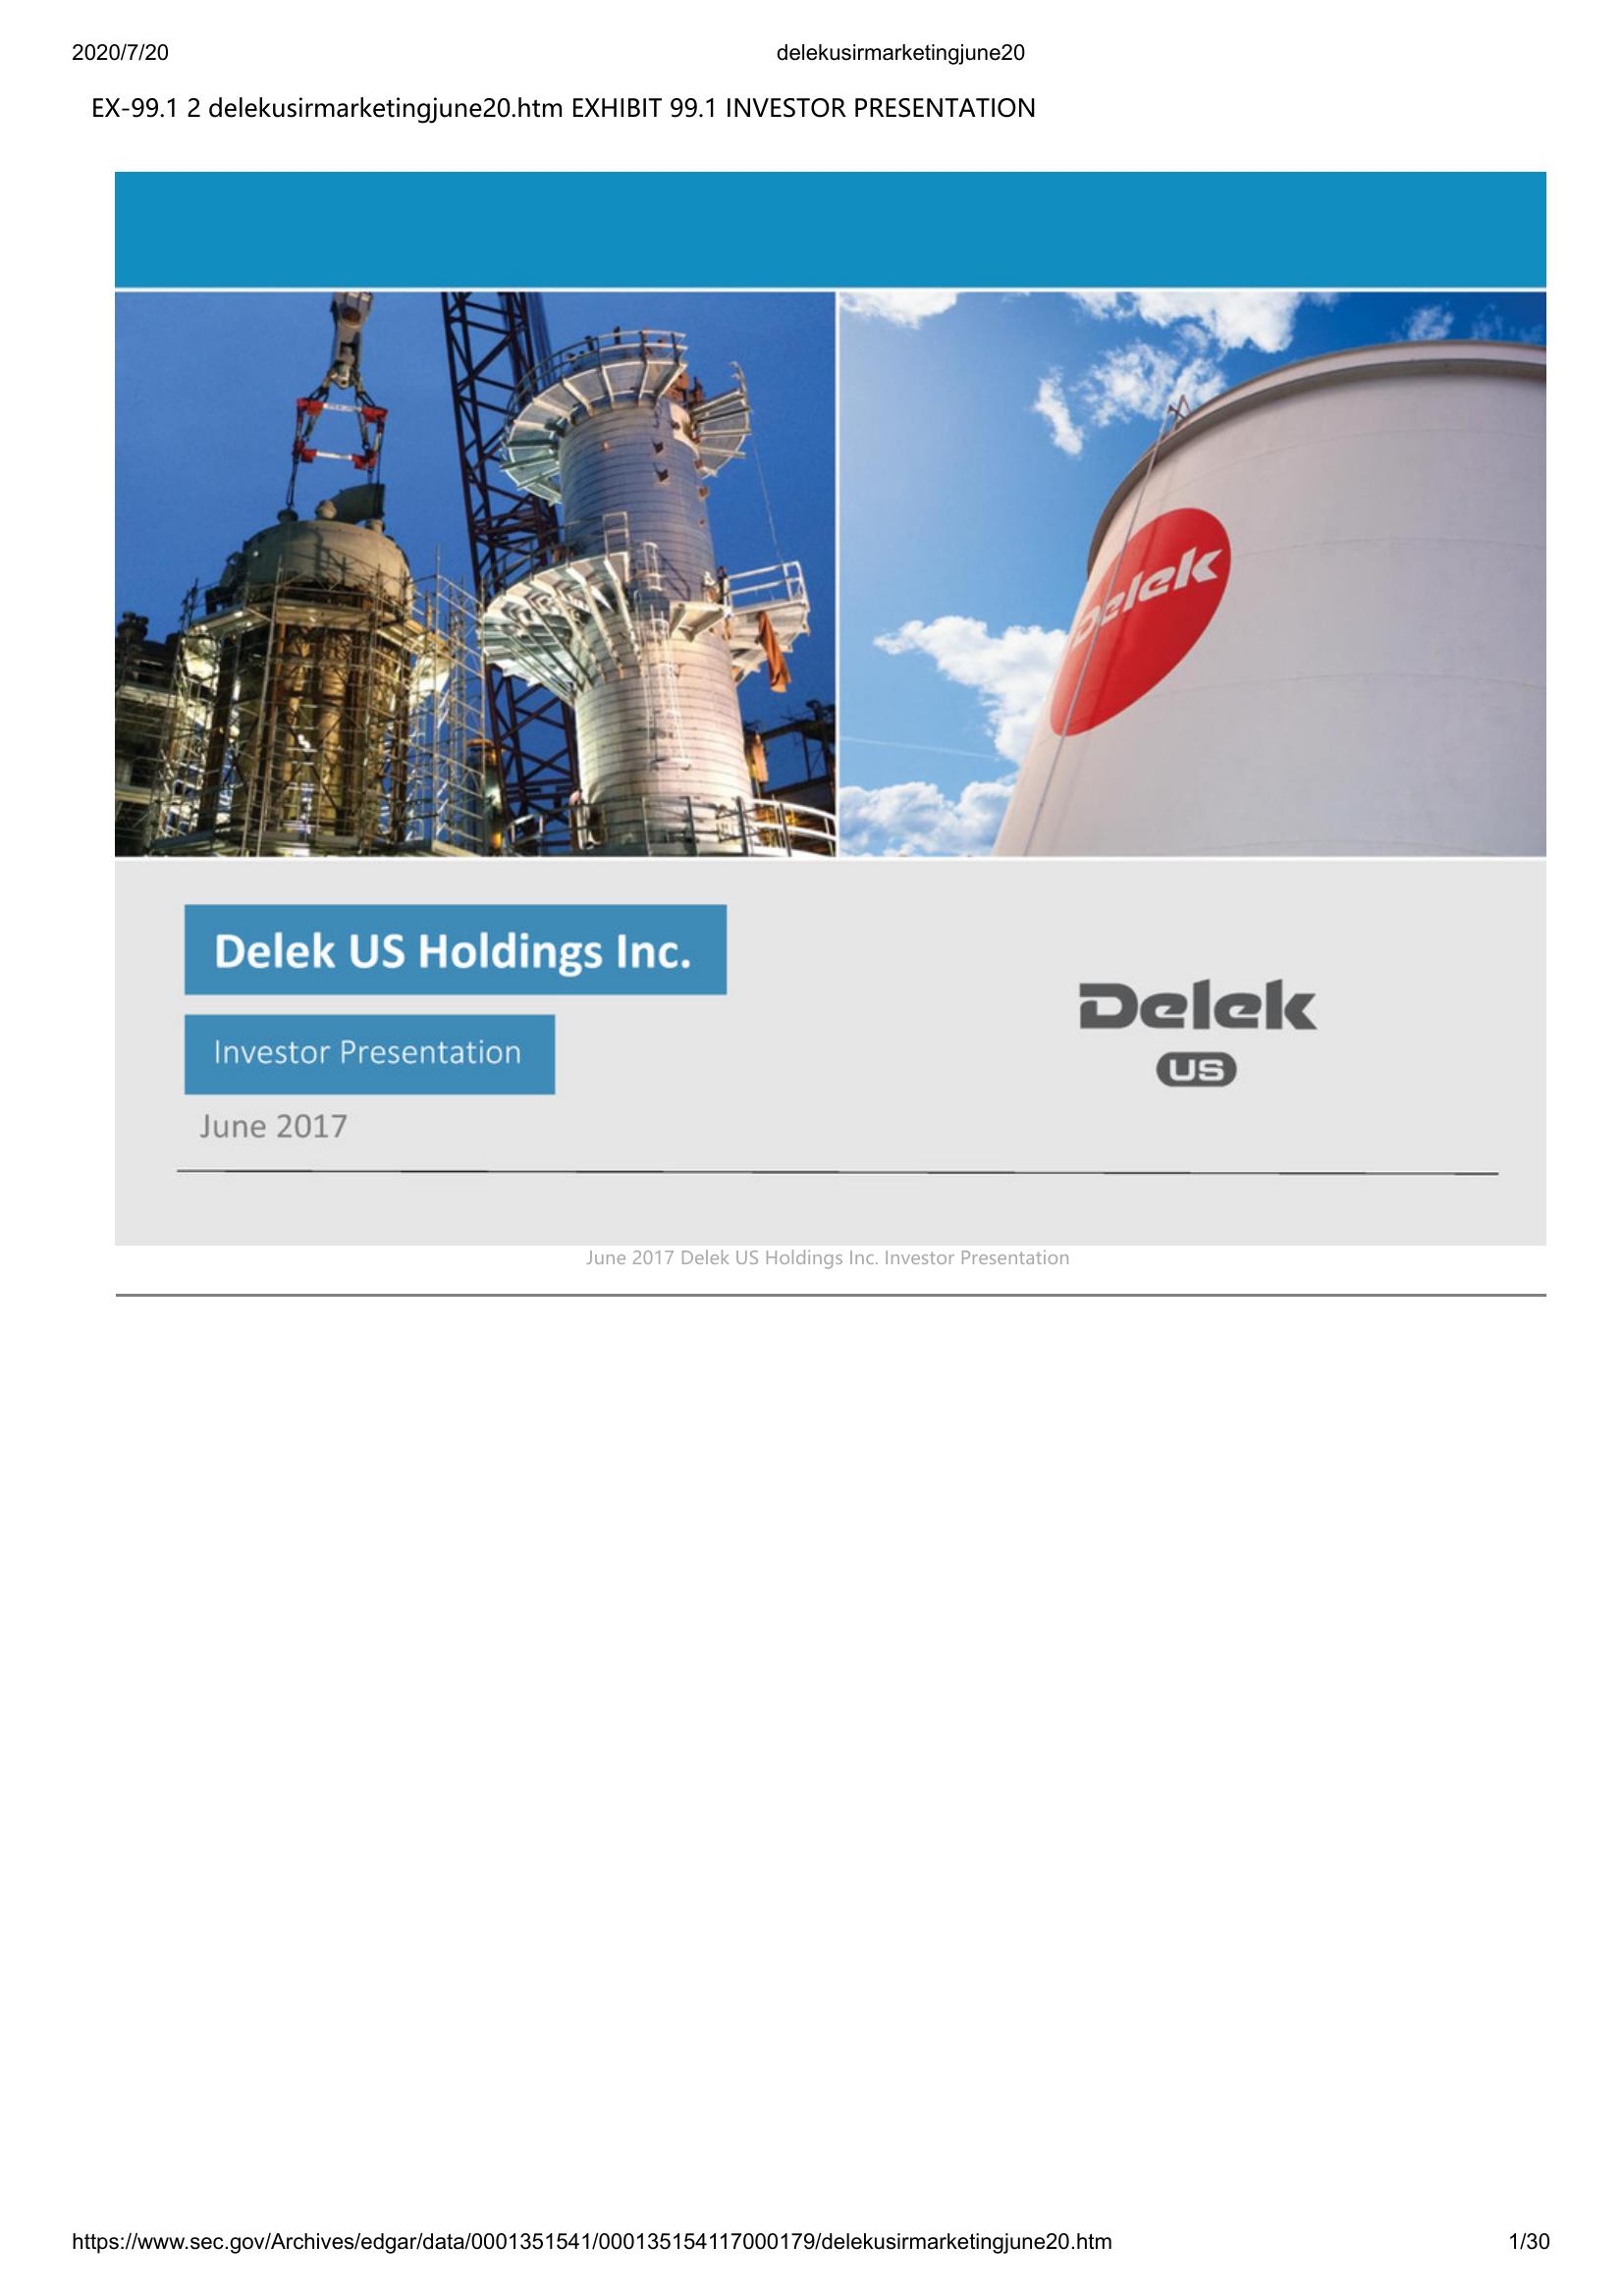 2020/7/20 delekusirmarketingjune20
EX-99.1 2 delekusirmarketingjune20.htm EXHIBIT 99.1 INVESTOR PRESENTATION
Delek
Delek US Holdings Inc.
Investor Presentation
June 2017
Delek
US
June 2017 Delek US Holdings Inc. Investor Presentation
https://www.sec.gov/Archives/edgar/data/0001351541/000135154117000179/delekusirmarketingjune20.htm 1/30